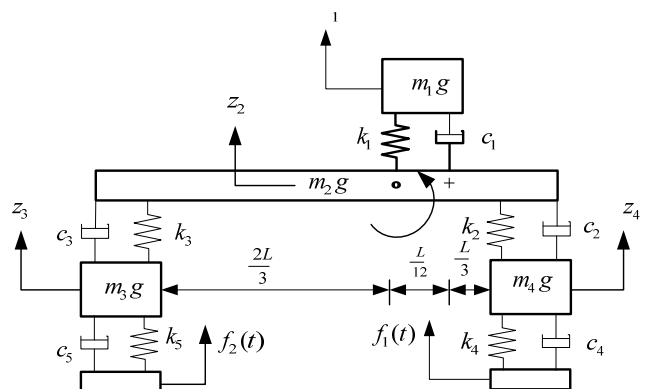 1
m₁g
z₂
k₁
c₁
m₂g
z₃
c₃
k₃
k₂
c₂
z₄
2L/3
L/12
L/3
m₃g
m₄g
c₅
k₅
f₂(t)
f₁(t)
k₄
c₄